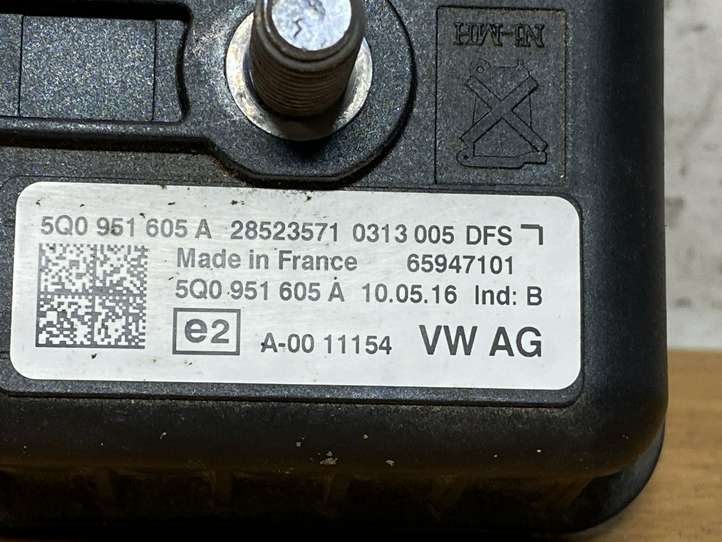 NB-MH
5Q0 951 605 A 28523571 0313 005 DFS
Made in France 65947101
5Q0 951 605 A 10.05.16 Ind: B
e2 A-00 11154 VW AG